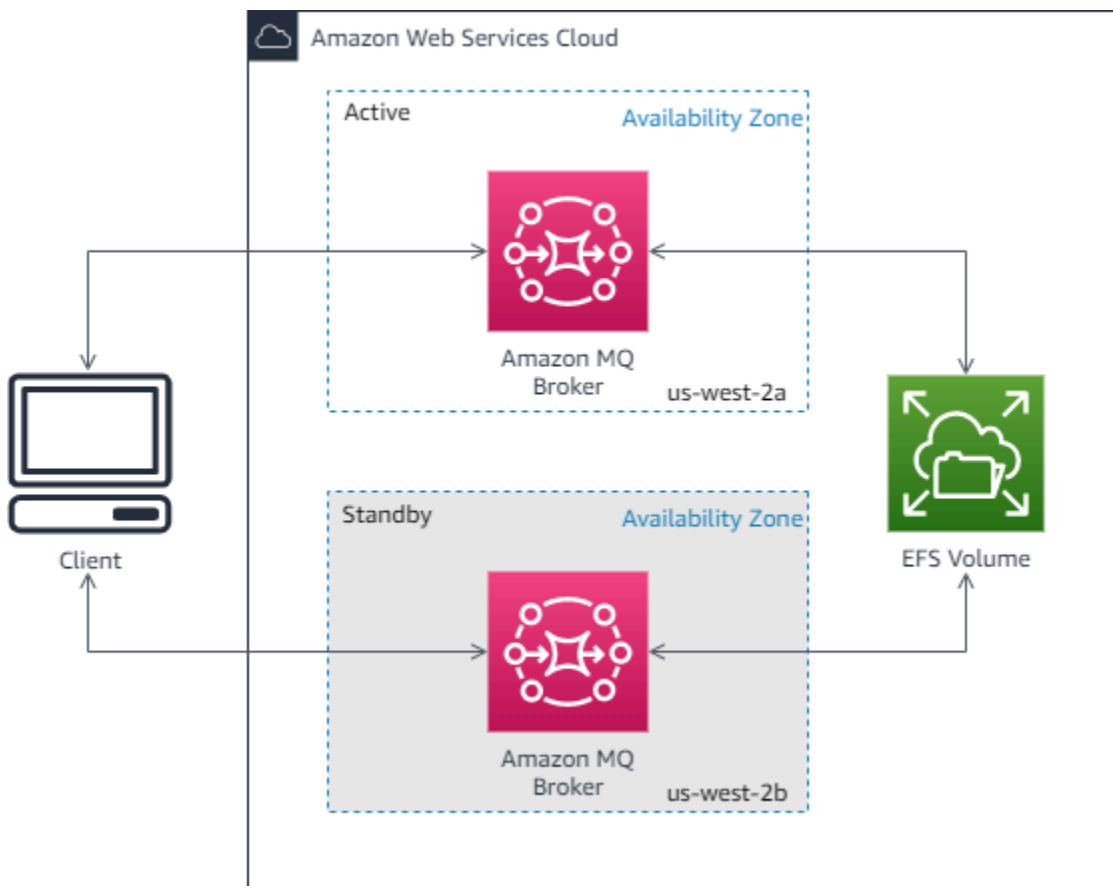 Amazon Web Services Cloud
Active
Availability Zone
Amazon MQ
Broker
us-west-2a
Client
EFS Volume
Standby
Availability Zone
Amazon MQ
Broker
us-west-2b